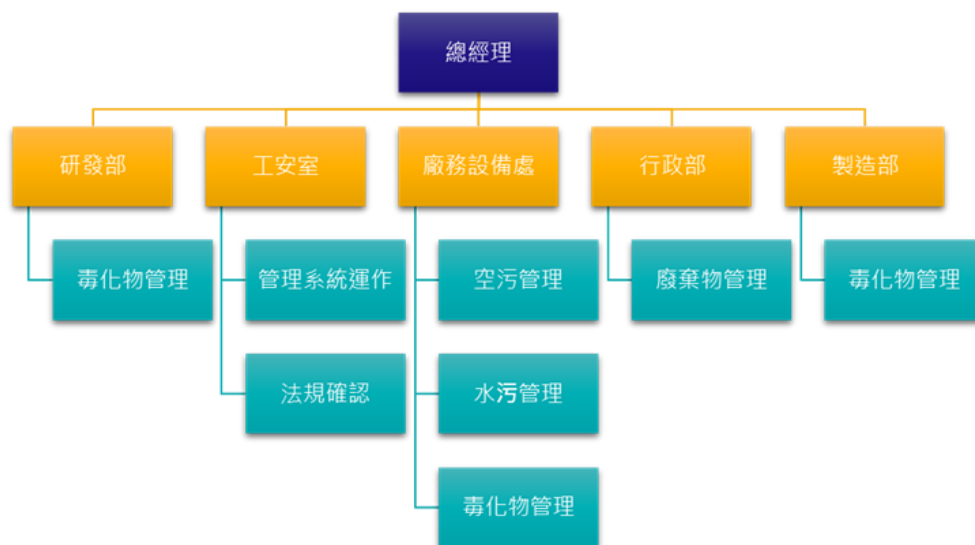 總經理
研發部
工安室
廠務設備處
行政部
製造部
毒化物管理
管理系統運作
空污管理
廢棄物管理
毒化物管理
法規確認
水污管理
毒化物管理